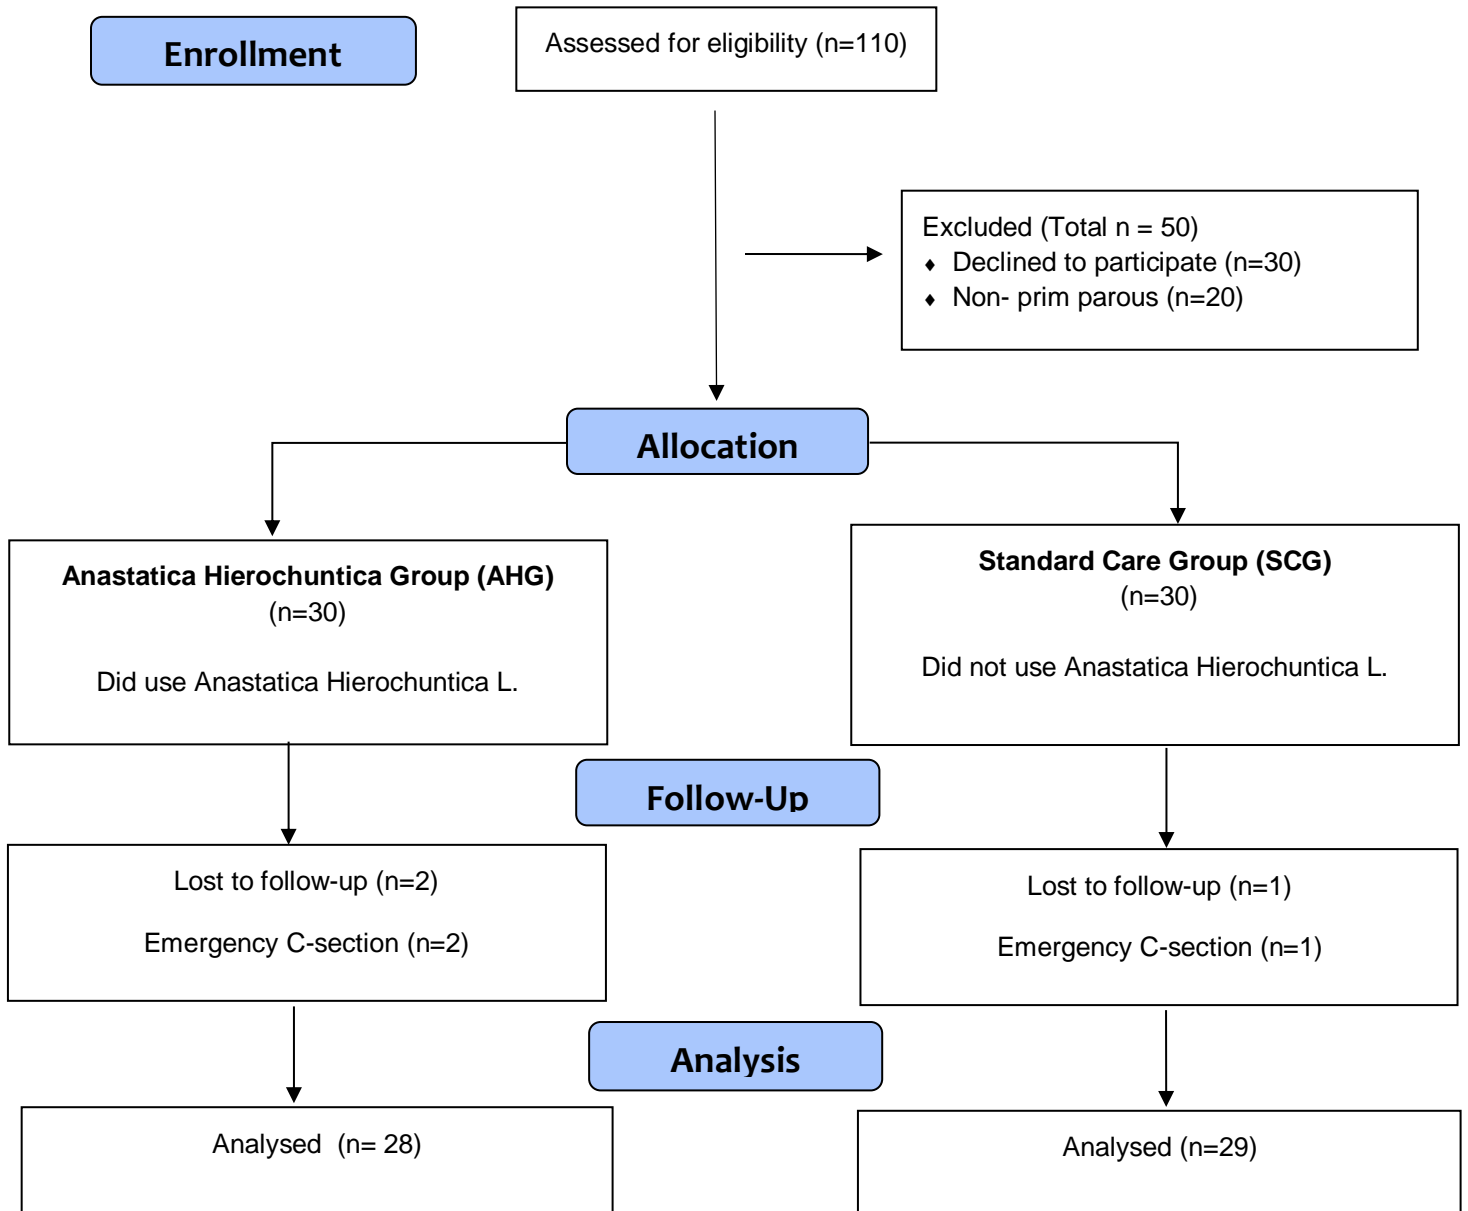 Enrollment
Assessed for eligibility (n=110)
Excluded (Total n = 50)
⬧ Declined to participate (n=30)
⬧ Non- prim parous (n=20)
Allocation
Anastatica Hierochuntica Group (AHG)
(n=30)
Did use Anastatica Hierochuntica L.
Standard Care Group (SCG)
(n=30)
Did not use Anastatica Hierochuntica L.
Follow-Up
Lost to follow-up (n=2)
Emergency C-section (n=2)
Lost to follow-up (n=1)
Emergency C-section (n=1)
Analysis
Analysed (n= 28)
Analysed (n=29)